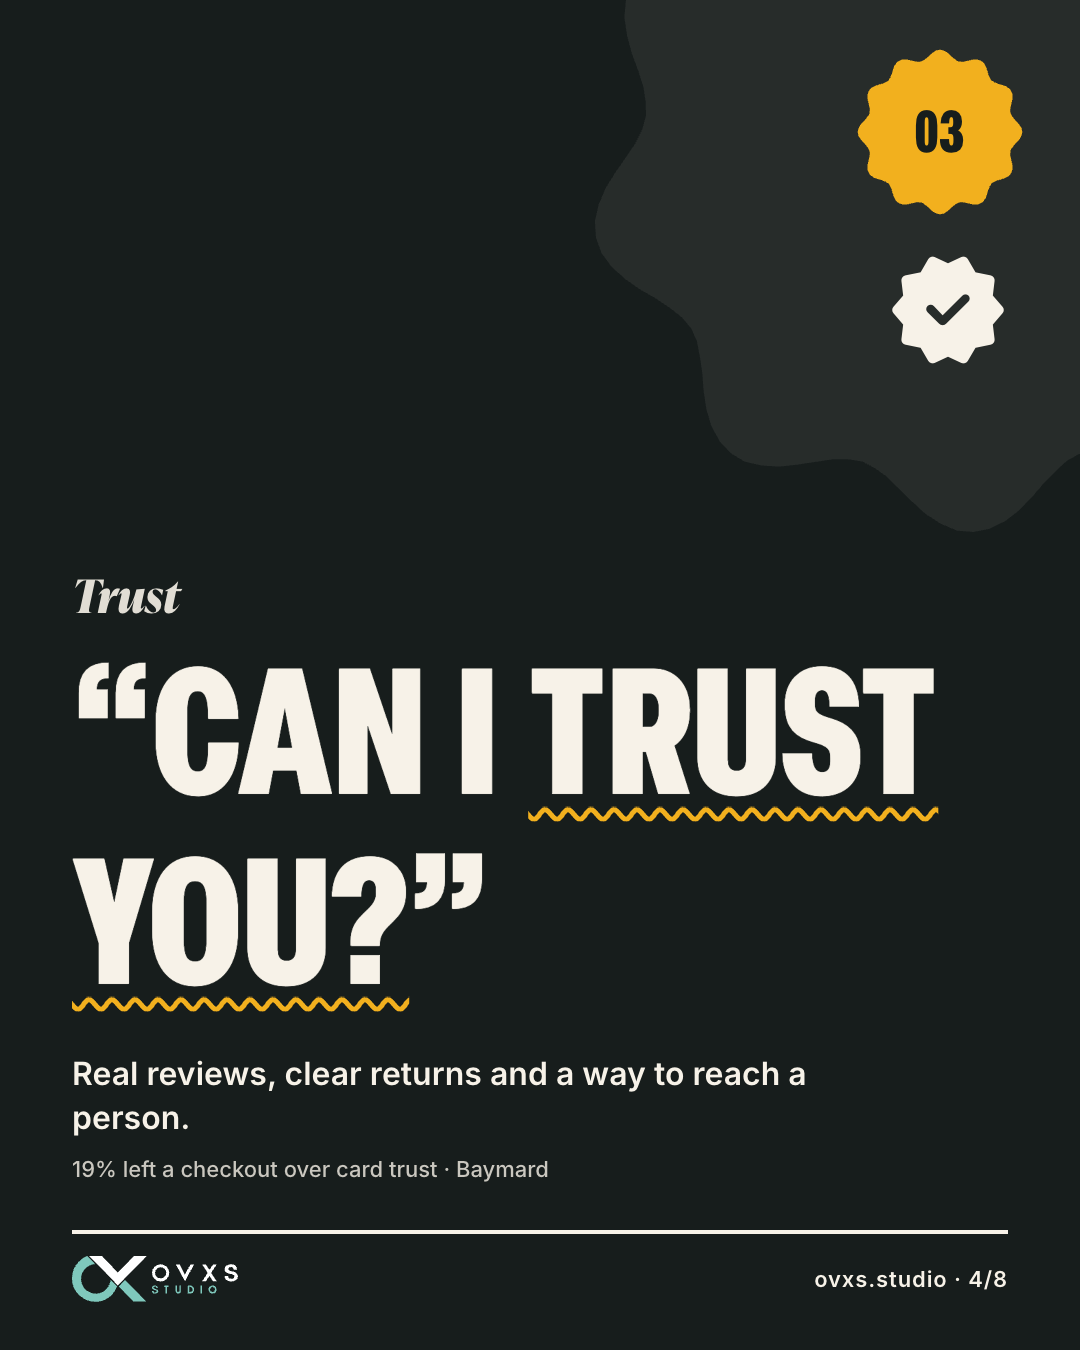 03
Trust
“CAN I TRUST
YOU?”
Real reviews, clear returns and a way to reach a
person.
19% left a checkout over card trust · Baymard
OVXS
STUDIO
ovxs.studio · 4/8